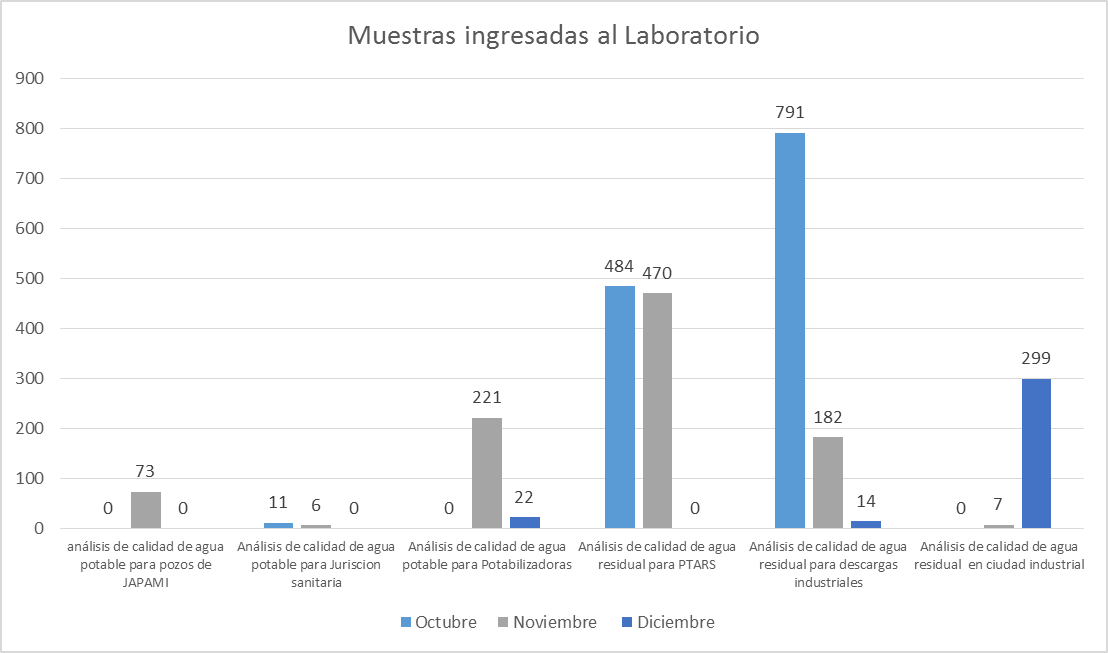 Muestras ingresadas al Laboratorio
900
800
700
600
500
400
300
200
100
0
0 73 0
11 6 0
0 221 22
484 470 0
791 182 14
0 7 299
análisis de calidad de agua
potable para pozos de
JAPAMI
Análisis de calidad de agua
potable para Juriscion
sanitaria
Análisis de calidad de agua
potable para Potabilizadoras
Análisis de calidad de agua
residual para PTARS
Análisis de calidad de agua
residual para descargas
industriales
Análisis de calidad de agua
residual  en ciudad industrial
Octubre Noviembre Diciembre